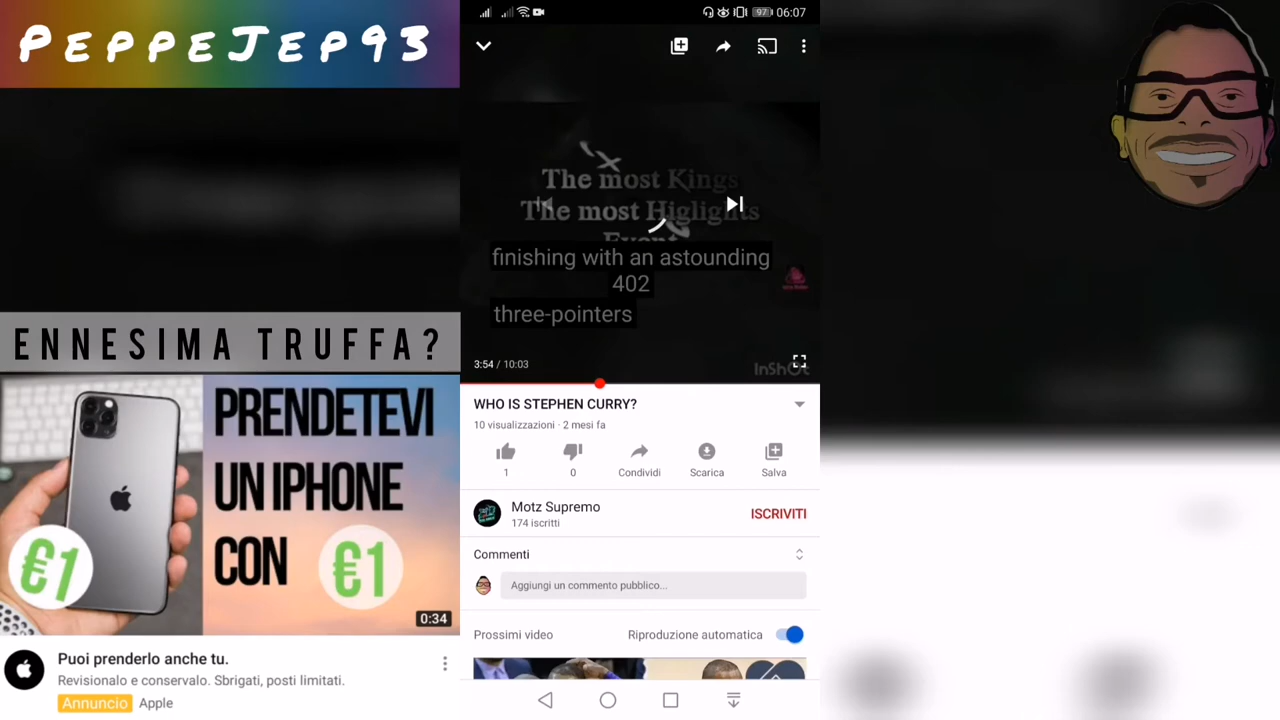 PEPPEJEP93
ENNESIMA TRUFFA?
PRENDETEVI
UN IPHONE
CON
€1
€1
0:34
Puoi prenderlo anche tu.
Revisionalo e conservalo. Sbrigati, posti limitati.
Annuncio Apple
97 06:07
The most Kings
The most Higlights
Event
finishing with an astounding
402
three-pointers
3:54 / 10:03
InShOt
WHO IS STEPHEN CURRY?
10 visualizzazioni · 2 mesi fa
1 0 Condividi Scarica Salva
Motz Supremo
174 iscritti
ISCRIVITI
Commenti
Aggiungi un commento pubblico...
Prossimi video Riproduzione automatica